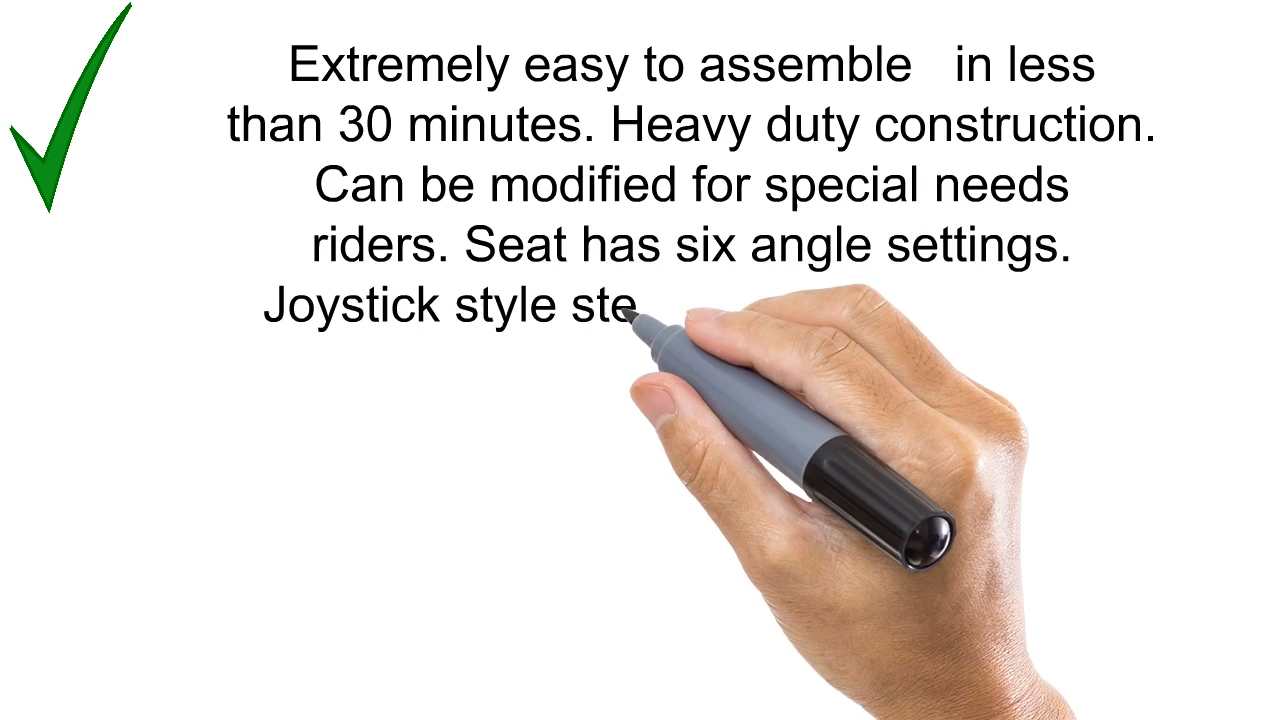 Extremely easy to assemble   in less
than 30 minutes. Heavy duty construction.
Can be modified for special needs
riders. Seat has six angle settings.
Joystick style ste